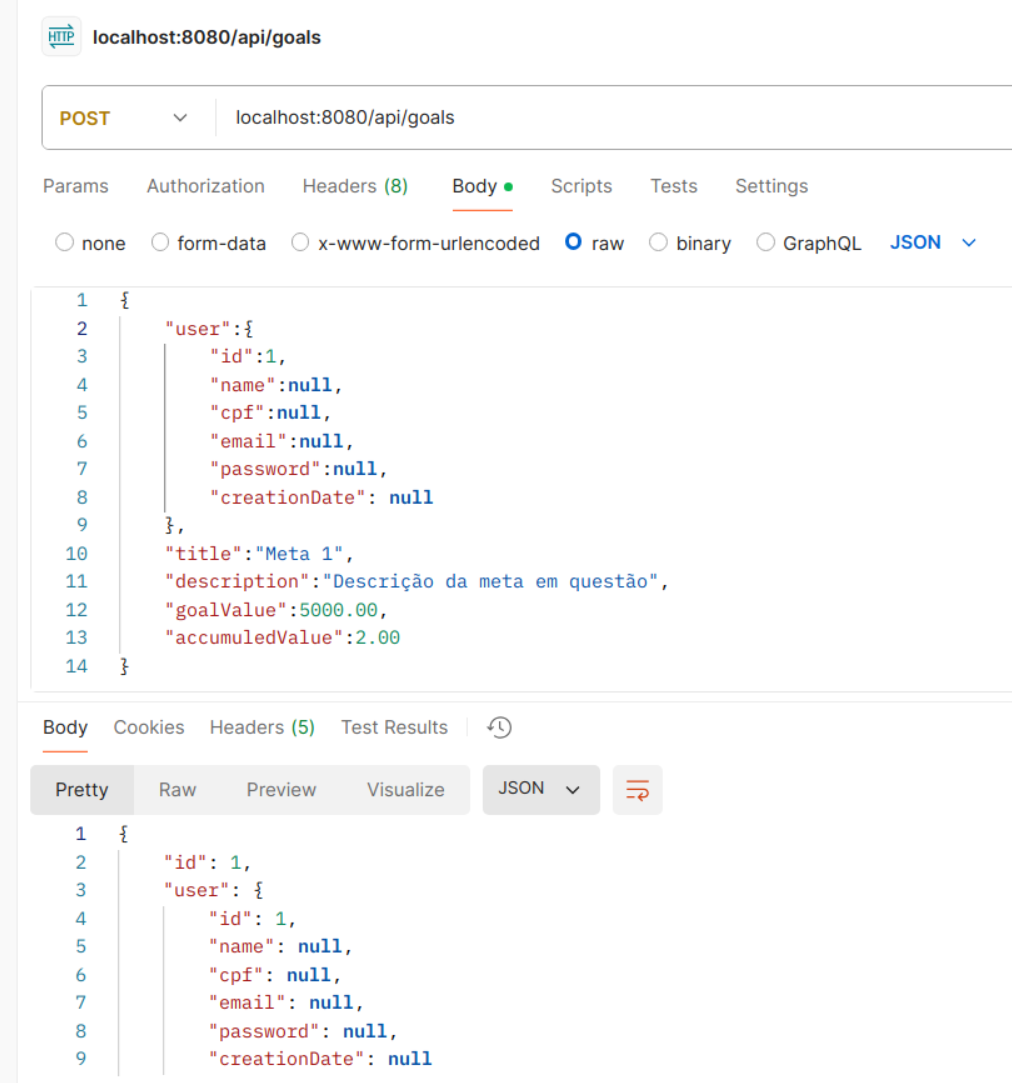 HTTP localhost:8080/api/goals
POST localhost:8080/api/goals
Params Authorization Headers (8) Body Scripts Tests Settings
none form-data x-www-form-urlencoded raw binary GraphQL JSON
1 {
2 "user":{
3 "id":1,
4 "name":null,
5 "cpf":null,
6 "email":null,
7 "password":null,
8 "creationDate": null
9 },
10 "title":"Meta 1",
11 "description":"Descrição da meta em questão",
12 "goalValue":5000.00,
13 "accumuledValue":2.00
14 }
Body Cookies Headers (5) Test Results
Pretty Raw Preview Visualize JSON
1 {
2 "id": 1,
3 "user": {
4 "id": 1,
5 "name": null,
6 "cpf": null,
7 "email": null,
8 "password": null,
9 "creationDate": null